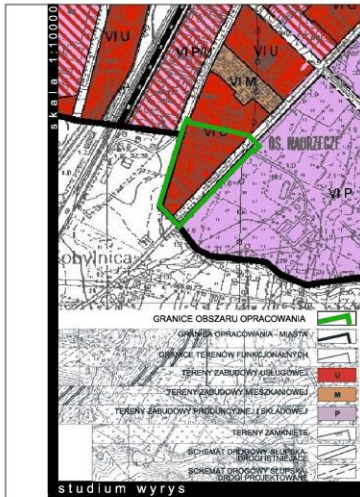 skala 1:10000
VI U
VI P/U
VI U
VI M
VI U
OS. NADRZECZE
VI P
obylnica
GRANICE OBSZARU OPRACOWANIA
GRANICA OPRACOWANIA - MIASTA
GRANICE TERENÓW FUNKCJONALNYCH
TERENY ZABUDOWY USŁUGOWEJ
U
TERENY ZABUDOWY MIESZKANIOWEJ
M
TERENY ZABUDOWY PRODUKCYJNEJ I SKŁADOWEJ
P
TERENY ZAMKNIĘTE
SCHEMAT DROGOWY SŁUPSKA-
DROGI ISTNIEJĄCE
SCHEMAT DROGOWY SŁUPSKA-
DROGI PROJEKTOWANE
studium wyrys